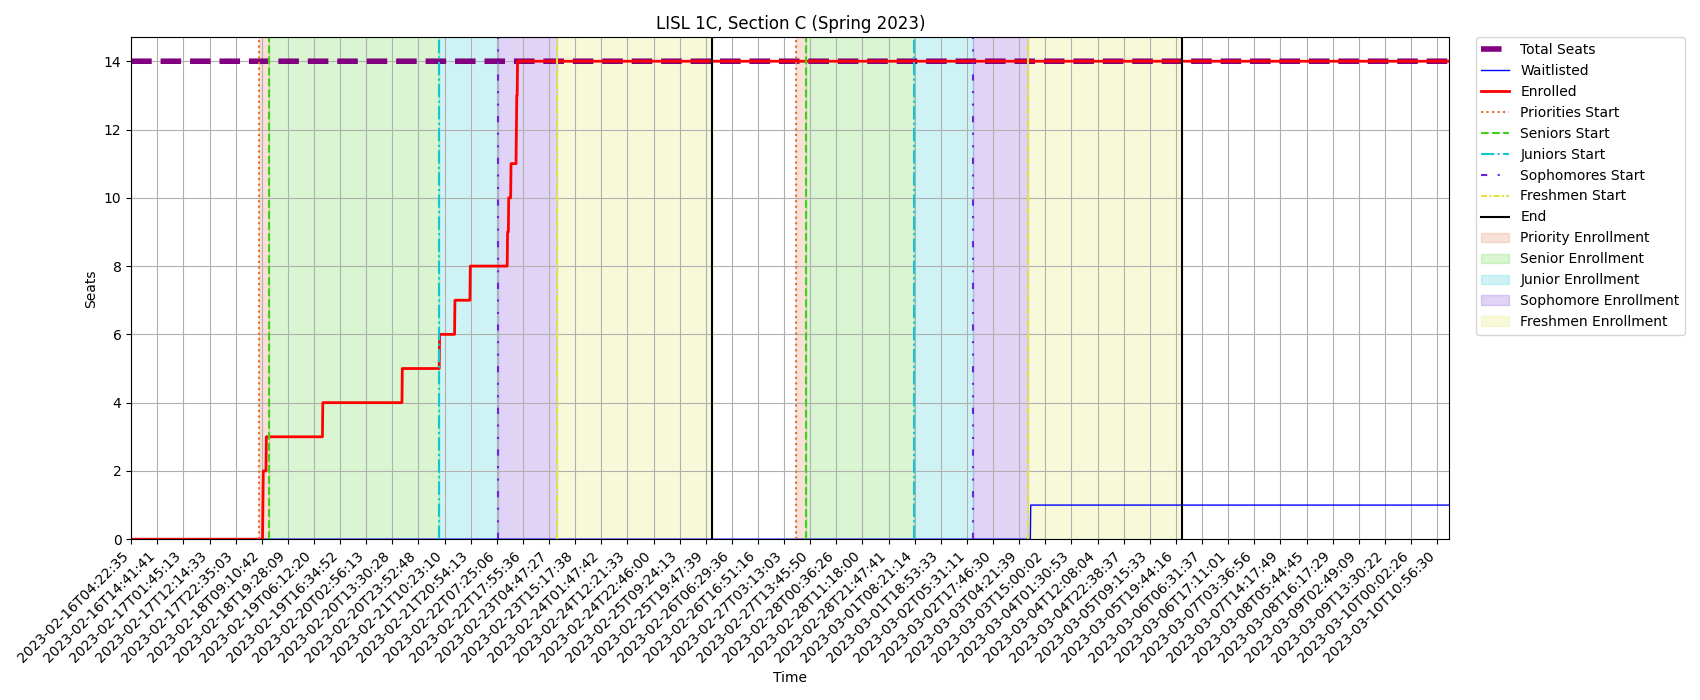 LISL 1C, Section C (Spring 2023)
Seats
14
12
10
8
6
4
2
0
2023-02-16T04:22:35
2023-02-16T14:41:41
2023-02-17T01:45:13
2023-02-17T12:14:33
2023-02-17T22:35:03
2023-02-18T09:10:42
2023-02-18T19:28:09
2023-02-19T06:12:20
2023-02-19T16:34:52
2023-02-20T02:56:13
2023-02-20T13:30:28
2023-02-20T23:52:48
2023-02-21T10:23:10
2023-02-21T20:54:13
2023-02-22T07:25:06
2023-02-22T17:55:36
2023-02-23T04:47:27
2023-02-23T15:17:38
2023-02-24T01:47:42
2023-02-24T12:21:33
2023-02-24T22:46:00
2023-02-25T09:24:13
2023-02-25T19:47:39
2023-02-26T06:29:36
2023-02-26T16:51:16
2023-02-27T03:13:03
2023-02-27T13:45:50
2023-02-28T00:36:26
2023-02-28T11:18:00
2023-02-28T21:47:41
2023-03-01T08:21:14
2023-03-01T18:53:33
2023-03-02T05:31:11
2023-03-02T17:46:30
2023-03-03T04:21:39
2023-03-03T15:00:02
2023-03-04T01:30:53
2023-03-04T12:08:04
2023-03-04T22:38:37
2023-03-05T09:15:33
2023-03-05T19:44:16
2023-03-06T06:31:37
2023-03-06T17:11:01
2023-03-07T03:36:56
2023-03-07T14:17:49
2023-03-08T05:44:45
2023-03-08T16:17:29
2023-03-09T02:49:09
2023-03-09T13:30:22
2023-03-10T00:02:26
2023-03-10T10:56:30
Time
Total Seats
Waitlisted
Enrolled
Priorities Start
Seniors Start
Juniors Start
Sophomores Start
Freshmen Start
End
Priority Enrollment
Senior Enrollment
Junior Enrollment
Sophomore Enrollment
Freshmen Enrollment